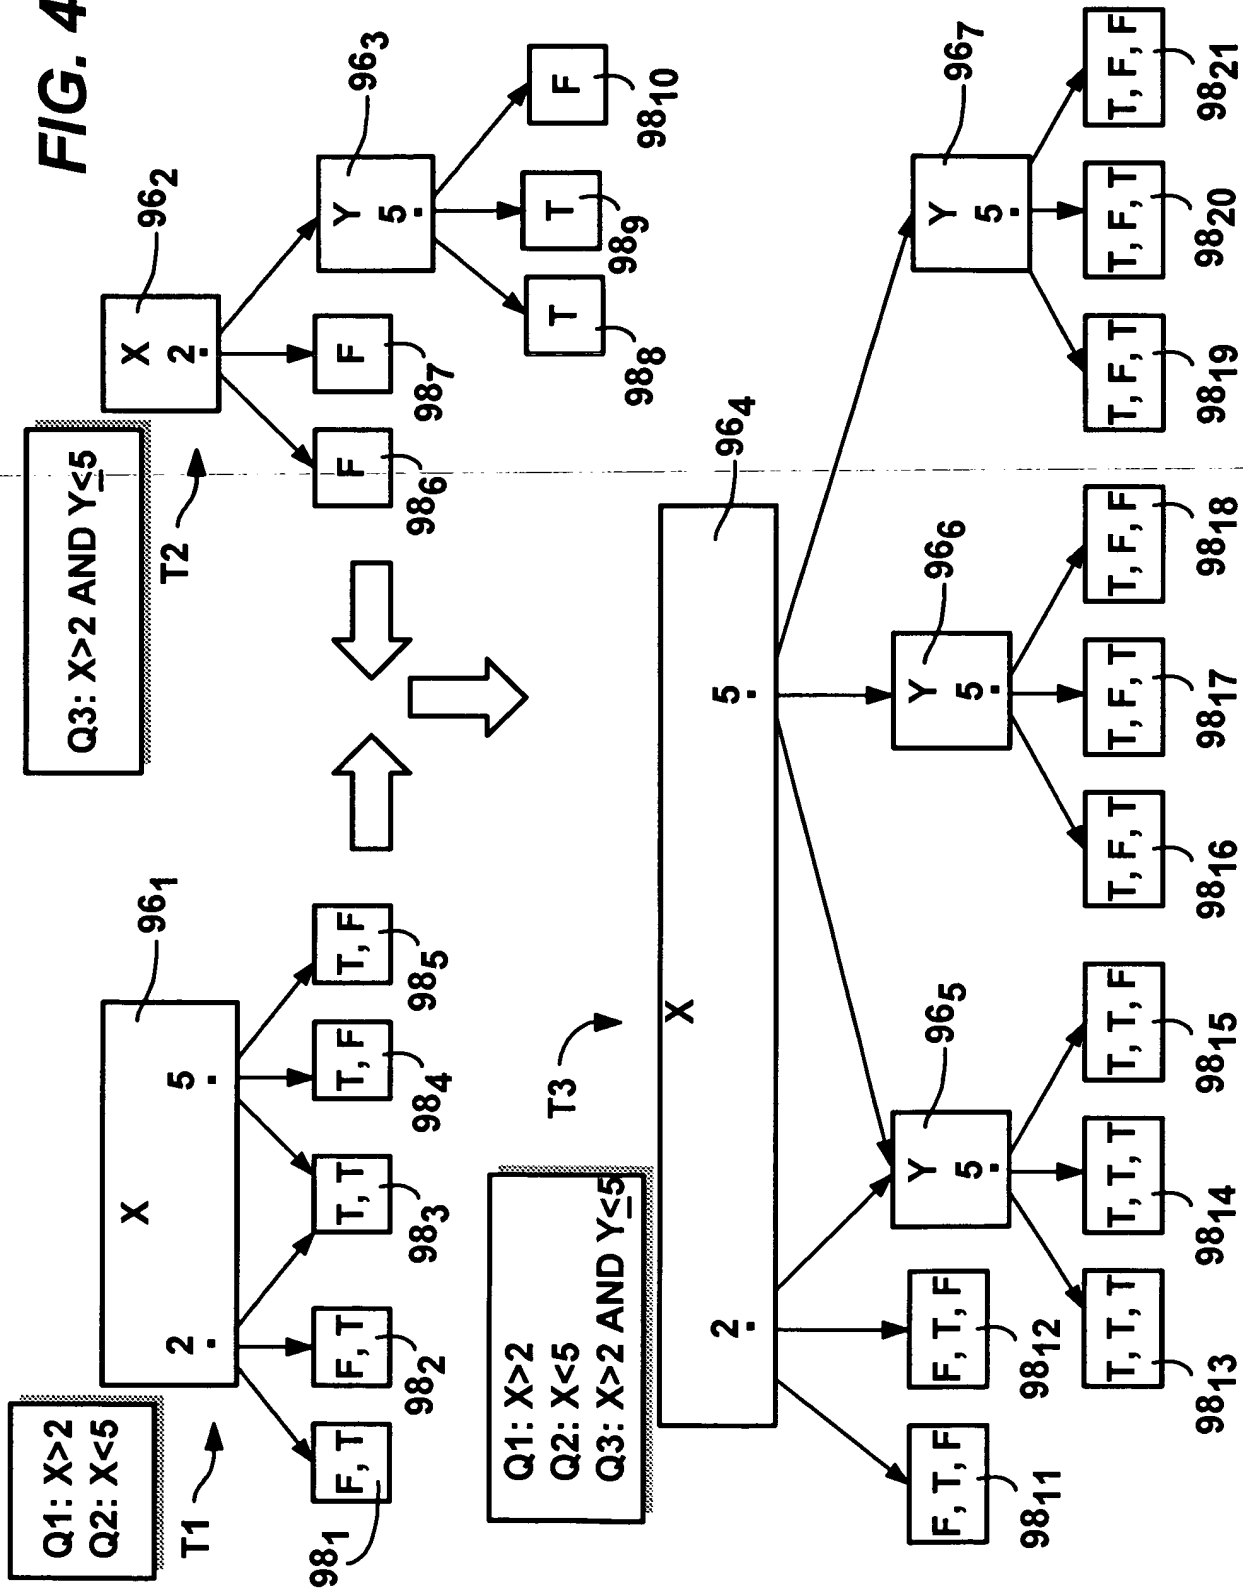 FIG. 4
Q1: X>2
Q2: X<5
T1
X
2.
5.
96₁
F, T
F, T
T, T
T, F
T, F
98₁
98₂
98₃
98₄
98₅
Q3: X>2 AND Y≤5
T2
X
2.
96₂
F
F
98₆
98₇
Y
5.
96₃
T
T
F
98₈
98₉
98₁₀
Q1: X>2
Q2: X<5
Q3: X>2 AND Y≤5
T3
X
2.
5.
96₄
F, T, F
F, T, F
98₁₁
98₁₂
Y
5.
96₅
Y
5.
96₆
Y
5.
96₇
T, T, T
T, T, T
T, T, F
T, F, T
T, F, T
T, F, F
T, F, T
T, F, T
T, F, F
98₁₃
98₁₄
98₁₅
98₁₆
98₁₇
98₁₈
98₁₉
98₂₀
98₂₁